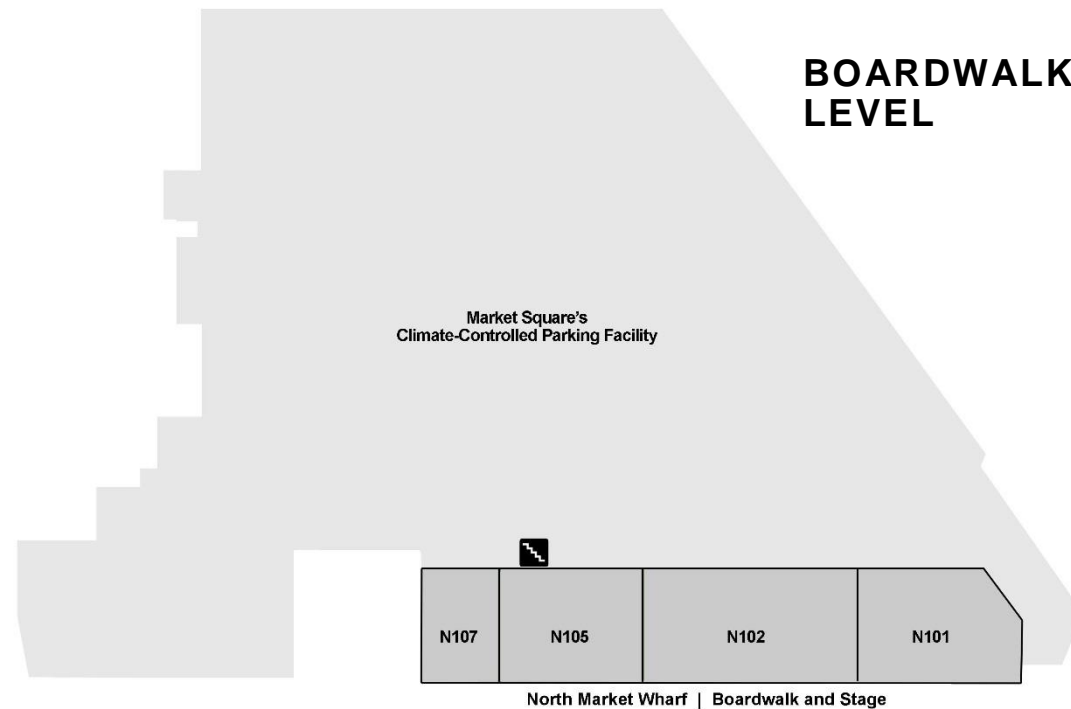 BOARDWALK
LEVEL
Market Square's
Climate-Controlled Parking Facility
N107
N105
N102
N101
North Market Wharf | Boardwalk and Stage